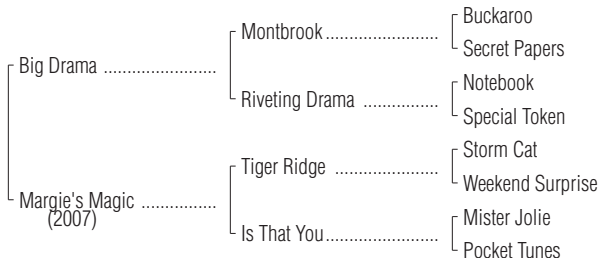 Buckaroo
Montbrook
Secret Papers
Big Drama
Notebook
Riveting Drama
Special Token
Storm Cat
Tiger Ridge
Weekend Surprise
Margie's Magic
(2007)
Mister Jolie
Is That You
Pocket Tunes